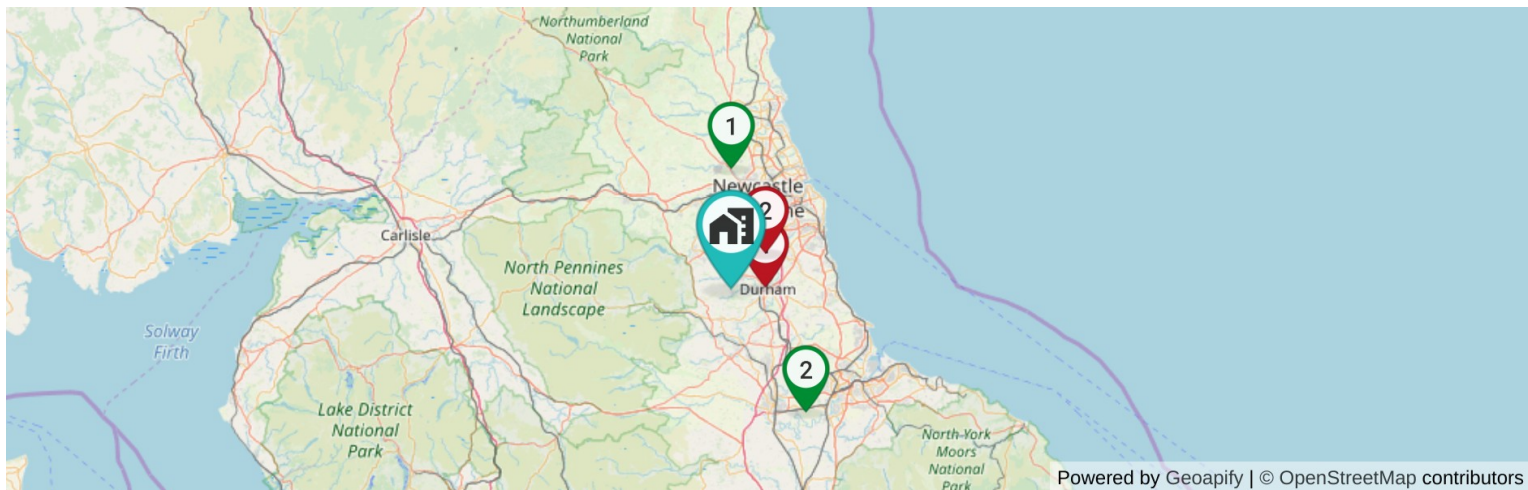 Northumberland
National
Park
1
Newcastle
2
ne
Carlisle
North Pennines
National
Landscape
Durham
Solway
Firth
2
Lake District
National
Park
North York
Moors
National
Park
Powered by Geoapify | © OpenStreetMap contributors